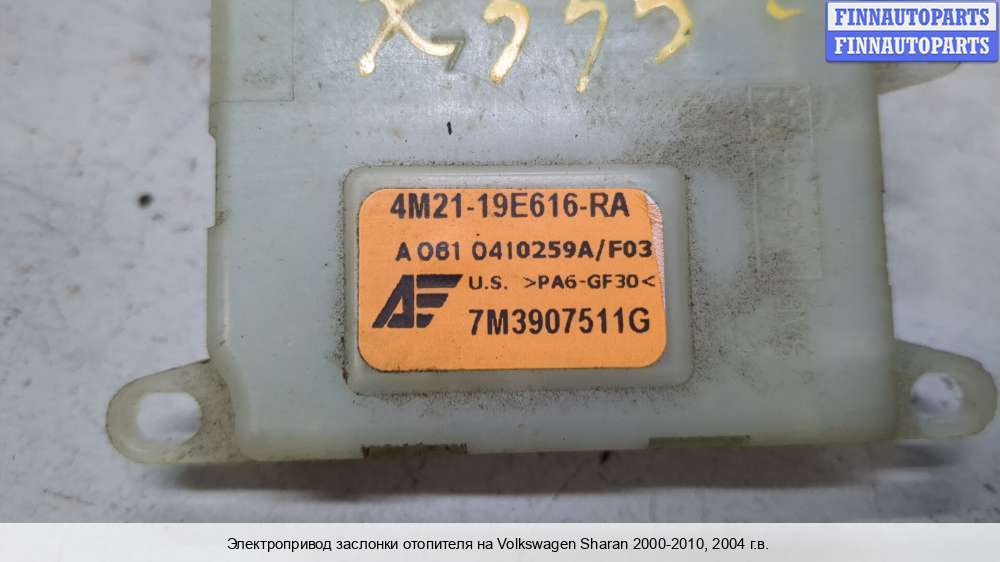 FINNAUTOPARTS
FINNAUTOPARTS
4M21-19E616-RA
A 061 0410259A/F03
U.S. >PA6-GF30<
7M3907511G
Электропривод заслонки отопителя на Volkswagen Sharan 2000-2010, 2004 г.в.